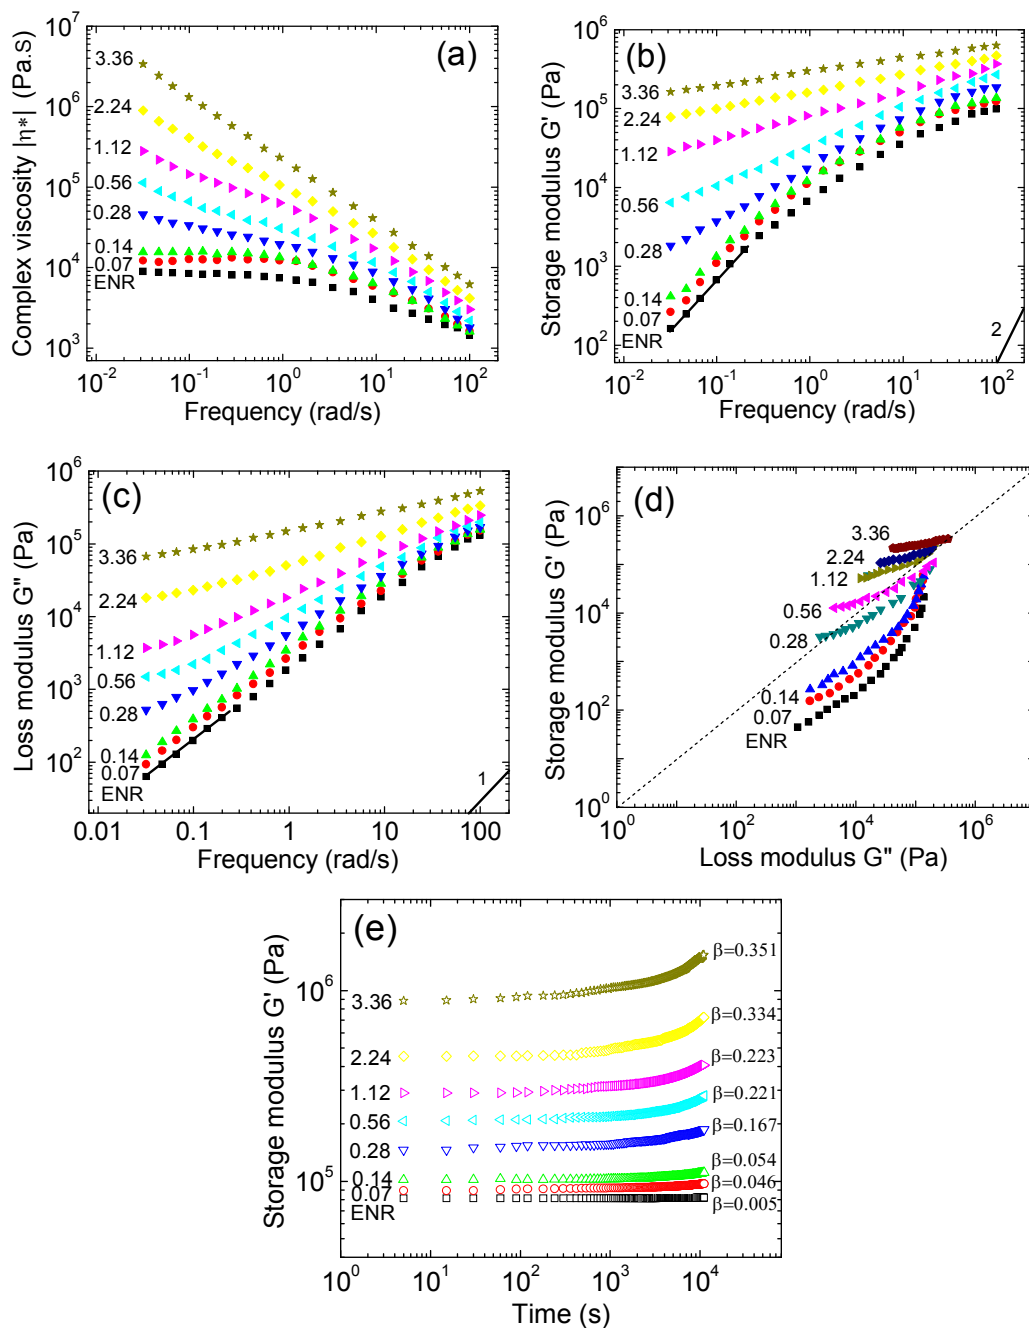 (a)
Complex viscosity |η*| (Pa.s)
10^7
10^6
10^5
10^4
10^3
3.36
2.24
1.12
0.56
0.28
0.14
0.07
ENR
10^-2 10^-1 10^0 10^1 10^2
Frequency (rad/s)
(b)
Storage modulus G' (Pa)
10^6
10^5
10^4
10^3
10^2
3.36
2.24
1.12
0.56
0.28
0.14
0.07
ENR
2
10^-2 10^-1 10^0 10^1 10^2
Frequency (rad/s)
(c)
Loss modulus G" (Pa)
10^6
10^5
10^4
10^3
10^2
3.36
2.24
1.12
0.56
0.28
0.14
0.07
ENR
1
0.01 0.1 1 10 100
Frequency (rad/s)
(d)
Storage modulus G' (Pa)
10^6
10^4
10^2
10^0
3.36
2.24
1.12
0.56
0.28
0.14
0.07
ENR
10^0 10^2 10^4 10^6
Loss modulus G" (Pa)
(e)
Storage modulus G' (Pa)
10^6
10^5
3.36
2.24
1.12
0.56
0.28
0.14
0.07
ENR
β=0.351
β=0.334
β=0.223
β=0.221
β=0.167
β=0.054
β=0.046
β=0.005
10^0 10^1 10^2 10^3 10^4
Time (s)